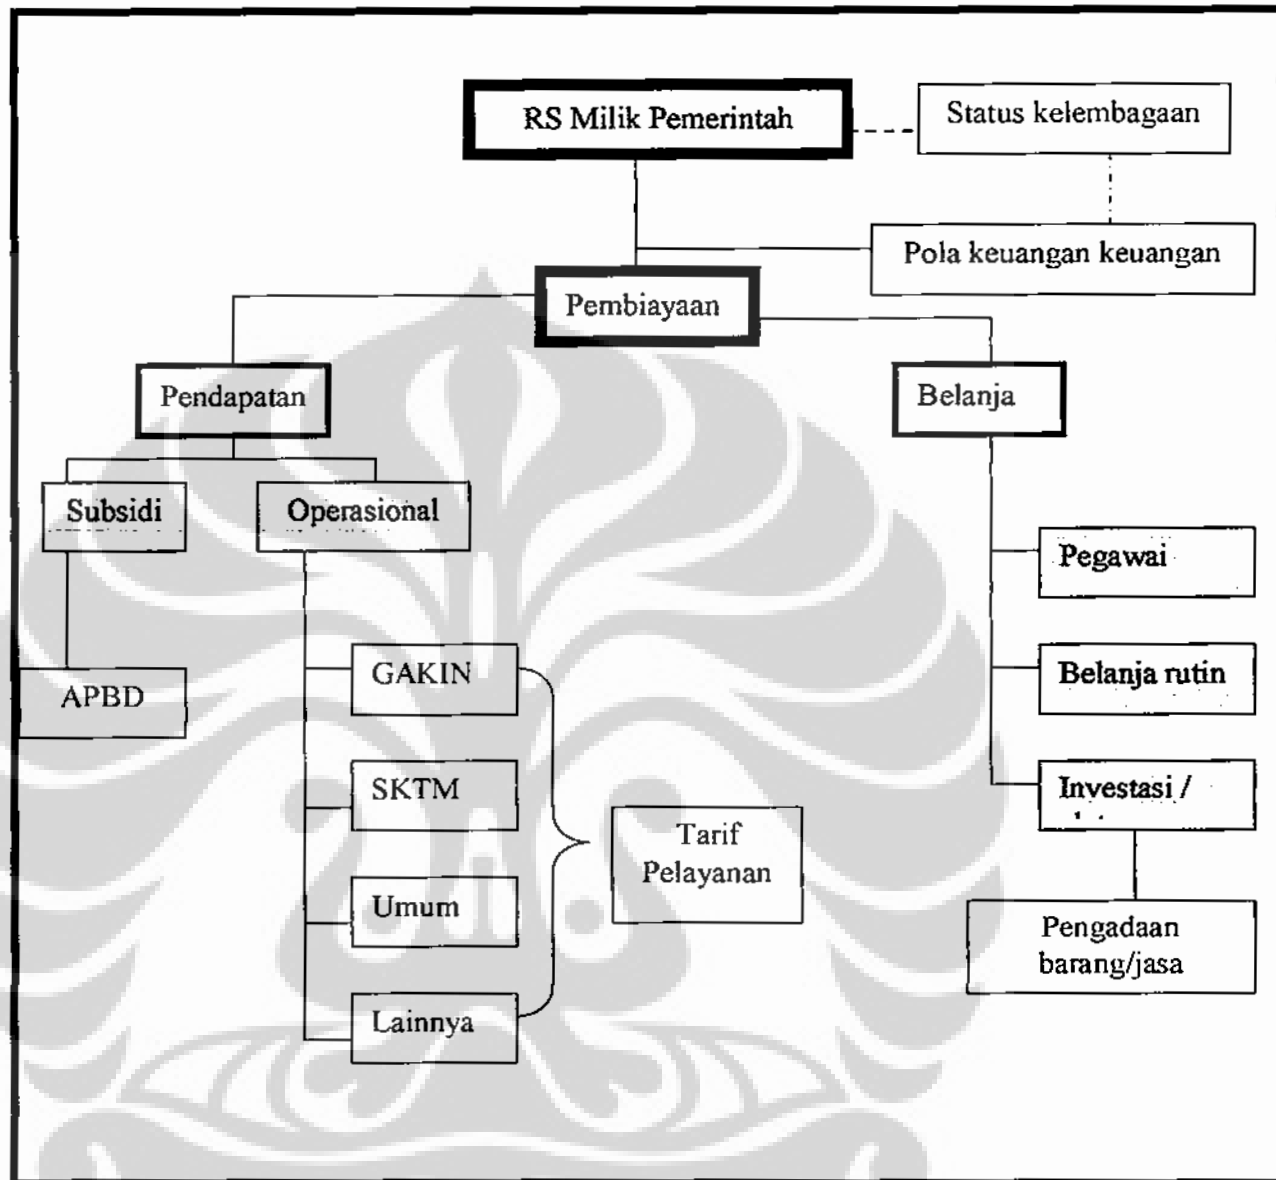 RS Milik Pemerintah
Status kelembagaan
Pola keuangan keuangan
Pembiayaan
Pendapatan
Belanja
Subsidi
Operasional
Pegawai
GAKIN
APBD
Belanja rutin
SKTM
Investasi /
Tarif
Pelayanan
Umum
Pengadaan
barang/jasa
Lainnya